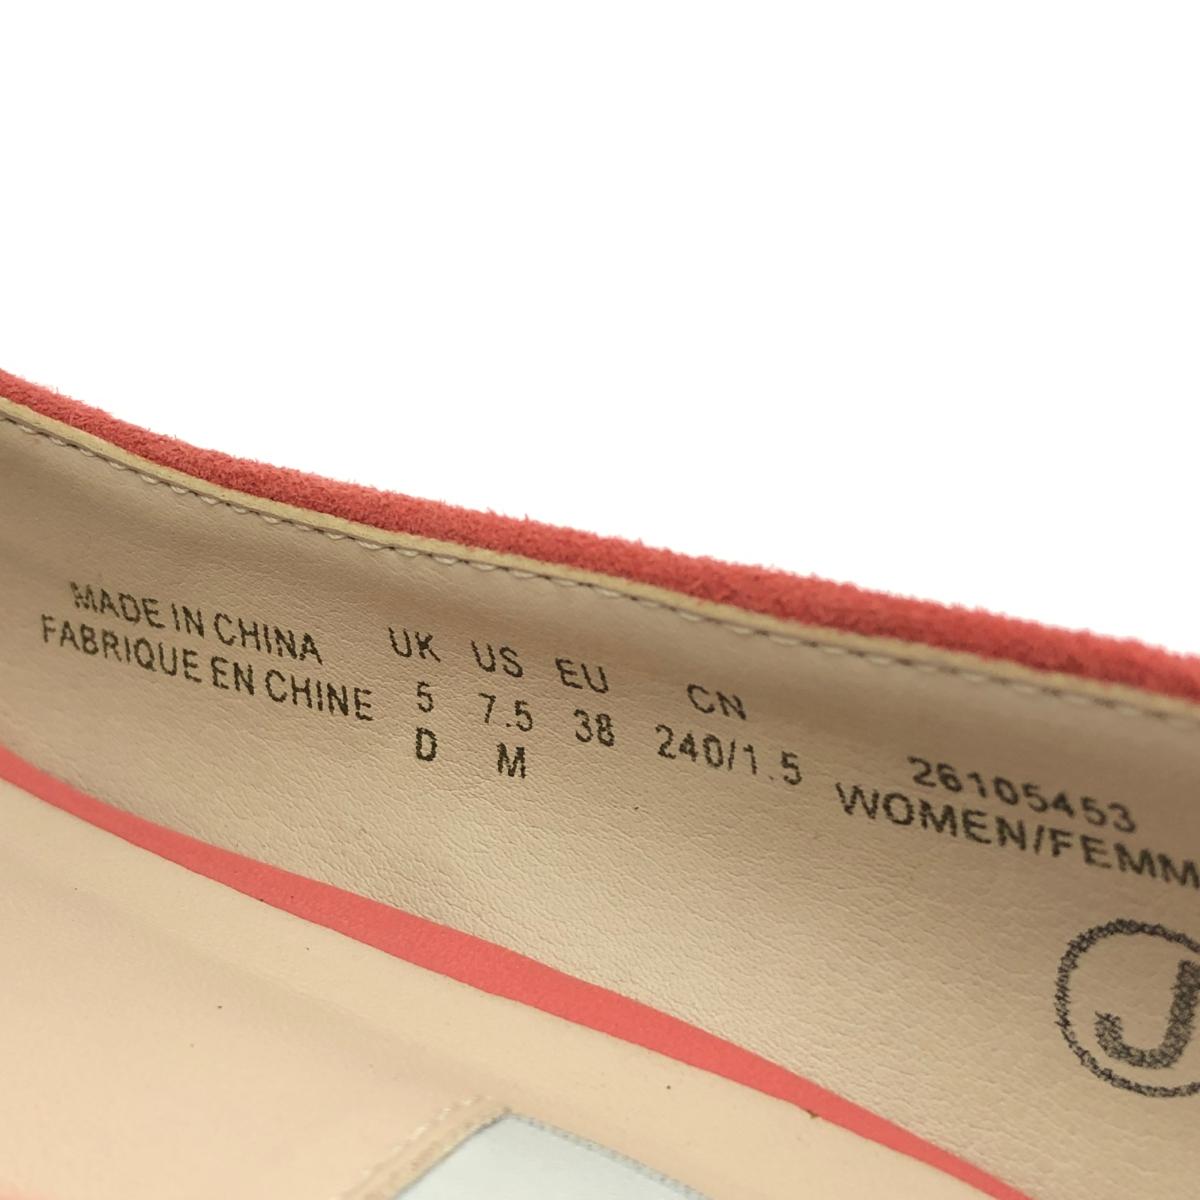 MADE IN CHINA
FABRIQUE EN CHINE
UK US EU CN
5 7.5 38 240/1.5
D M
26105453
WOMEN/FEMM
J